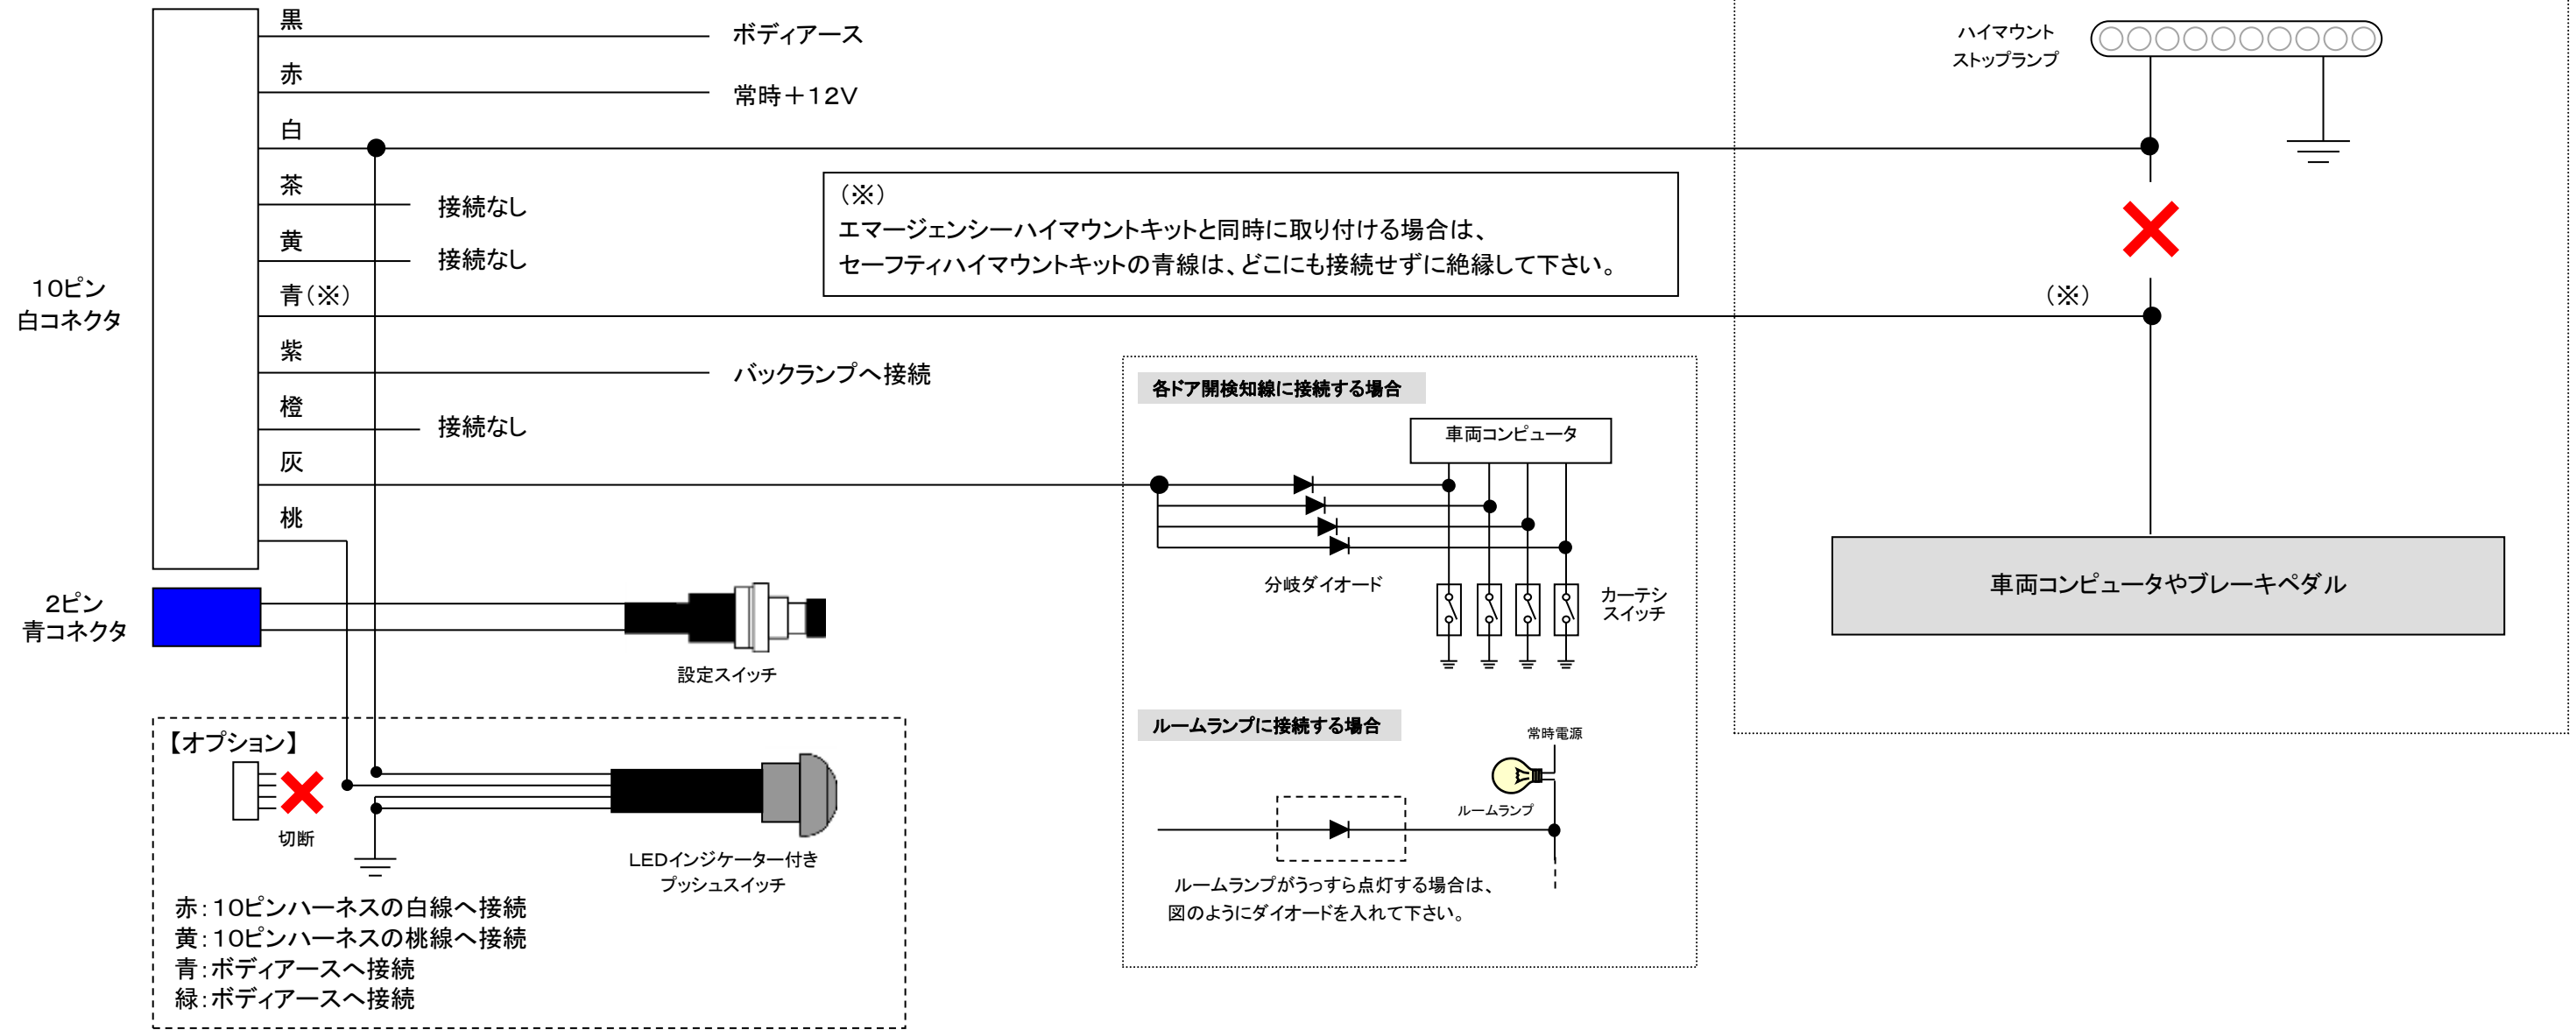 黒
ボディアース
赤
常時＋１２Ｖ
白
茶
接続なし
黄
接続なし
青（※）
紫
バックランプへ接続
橙
接続なし
灰
桃
１０ピン
白コネクタ
２ピン
青コネクタ
設定スイッチ
（※）
エマージェンシーハイマウントキットと同時に取り付ける場合は、
セーフティハイマウントキットの青線は、どこにも接続せずに絶縁して下さい。
ハイマウント
ストップランプ
（※）
車両コンピュータやブレーキペダル
各ドア開検知線に接続する場合
車両コンピュータ
分岐ダイオード
カーテシ
スイッチ
ルームランプに接続する場合
常時電源
ルームランプ
ルームランプがうっすら点灯する場合は、
図のようにダイオードを入れて下さい。
【オプション】
切断
ＬＥＤインジケーター付き
プッシュスイッチ
赤：１０ピンハーネスの白線へ接続
黄：１０ピンハーネスの桃線へ接続
青：ボディアースへ接続
緑：ボディアースへ接続